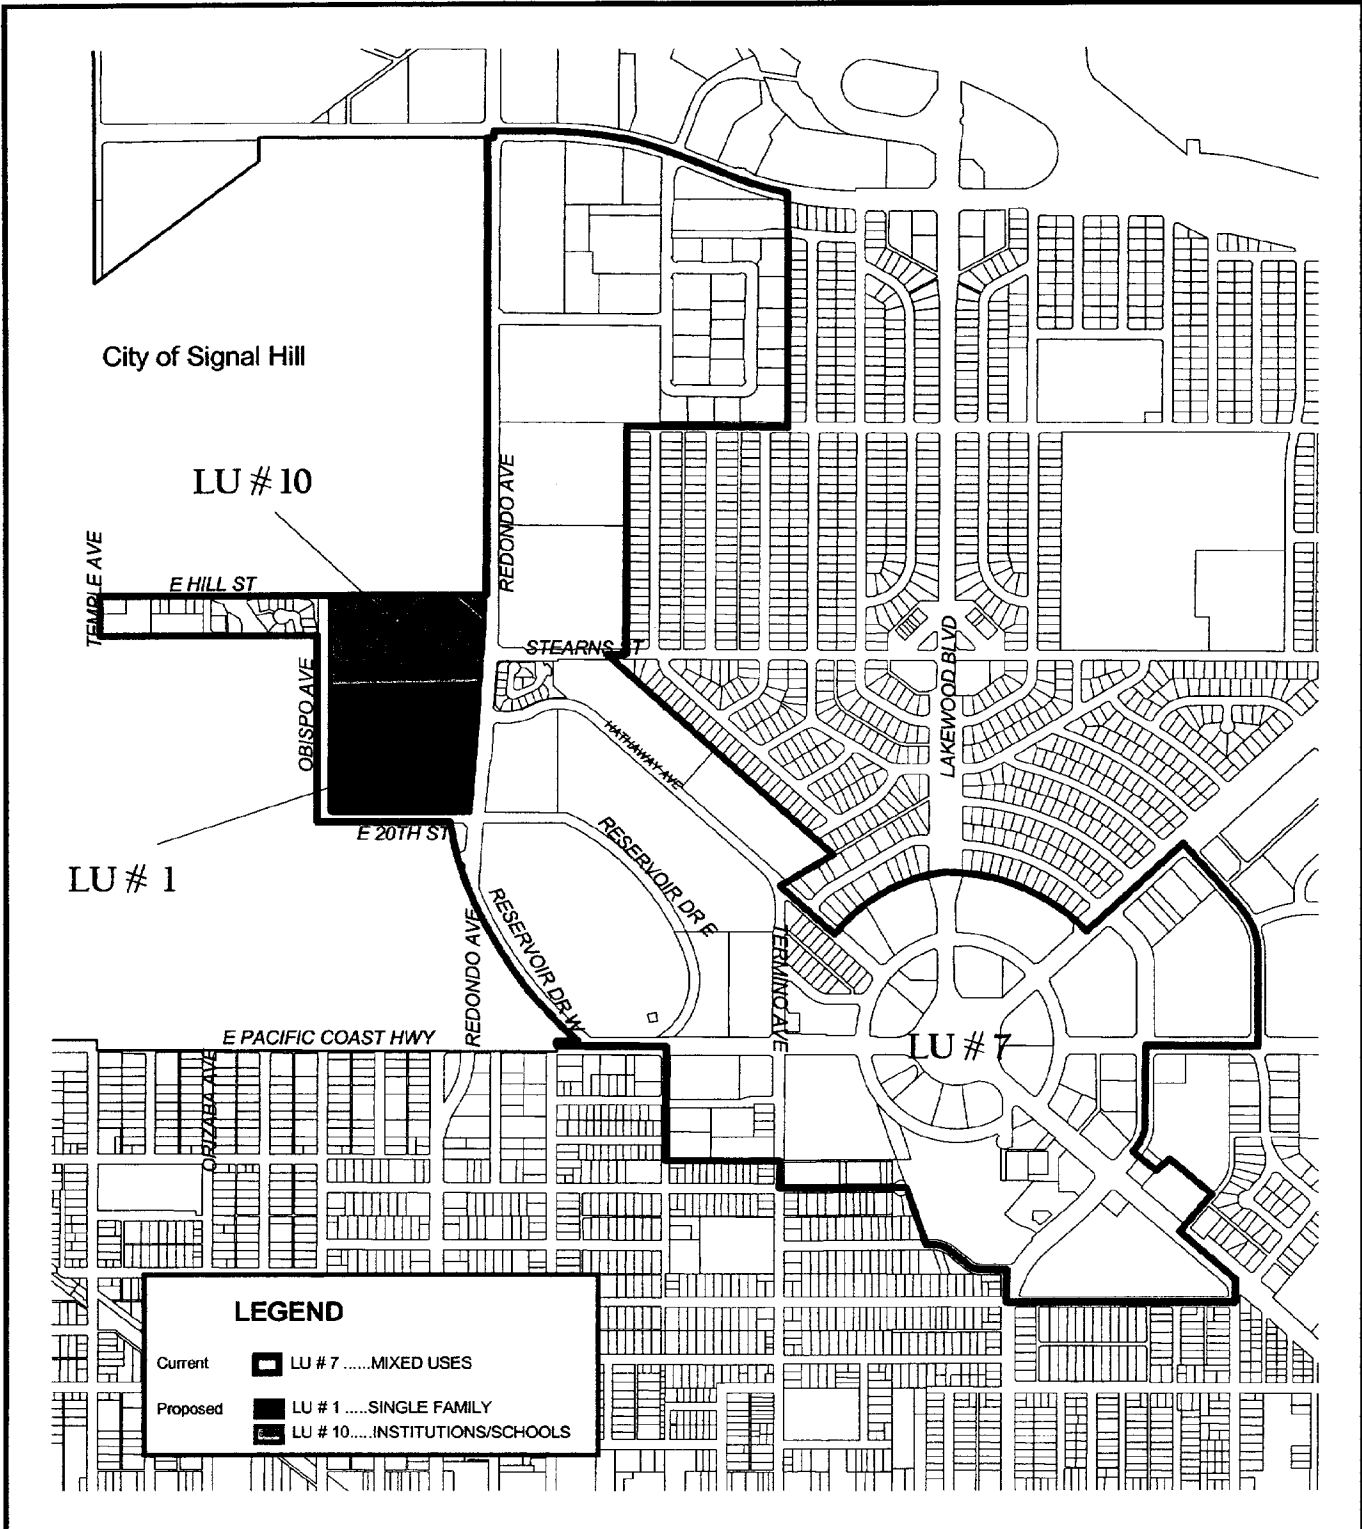 City of Signal Hill
LU # 10
REDONDO AVE
TEMPLE AVE
E HILL ST
STEARNS ST
OBISPO AVE
LAKEWOOD BLVD
HATHAWAY AVE
E 20TH ST
RESERVOIR DR E
LU # 1
RESERVOIR DR W
REDONDO AVE
TERMINO AVE
E PACIFIC COAST HWY
LU # 7
ORIZABA AVE
LEGEND
Current LU # 7 .....MIXED USES
Proposed LU # 1 .....SINGLE FAMILY
LU # 10.....INSTITUTIONS/SCHOOLS